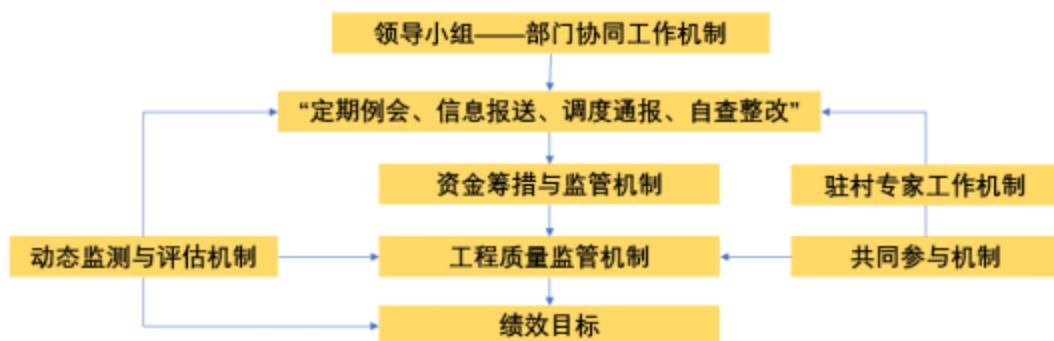 领导小组——部门协同工作机制
“定期例会、信息报送、调度通报、自查整改”
资金筹措与监管机制
驻村专家工作机制
动态监测与评估机制
工程质量监管机制
共同参与机制
绩效目标